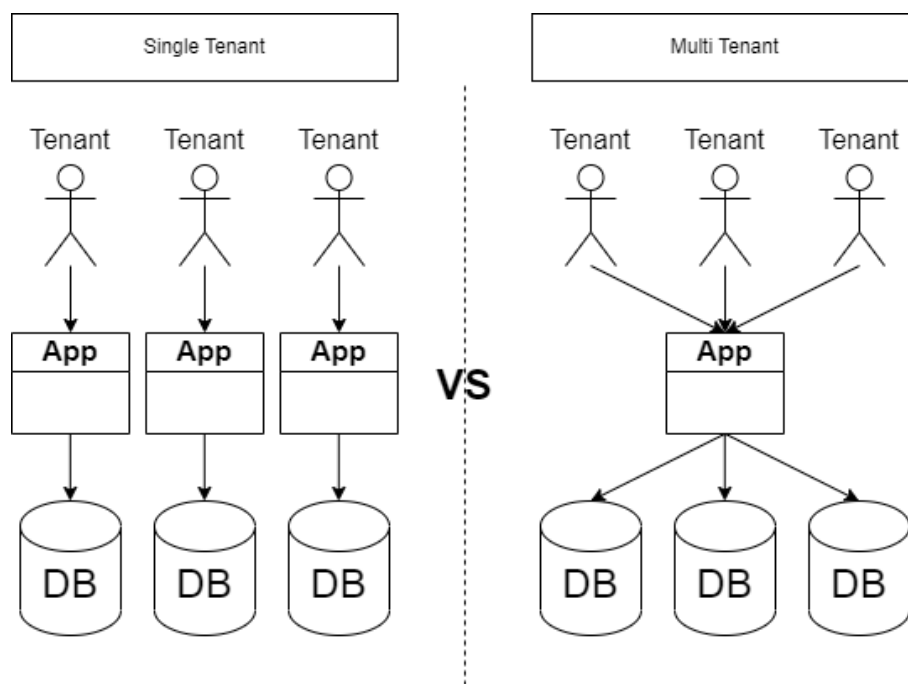 Single Tenant
Multi Tenant
Tenant Tenant Tenant
Tenant Tenant Tenant
App App App
App
VS
DB DB DB
DB DB DB